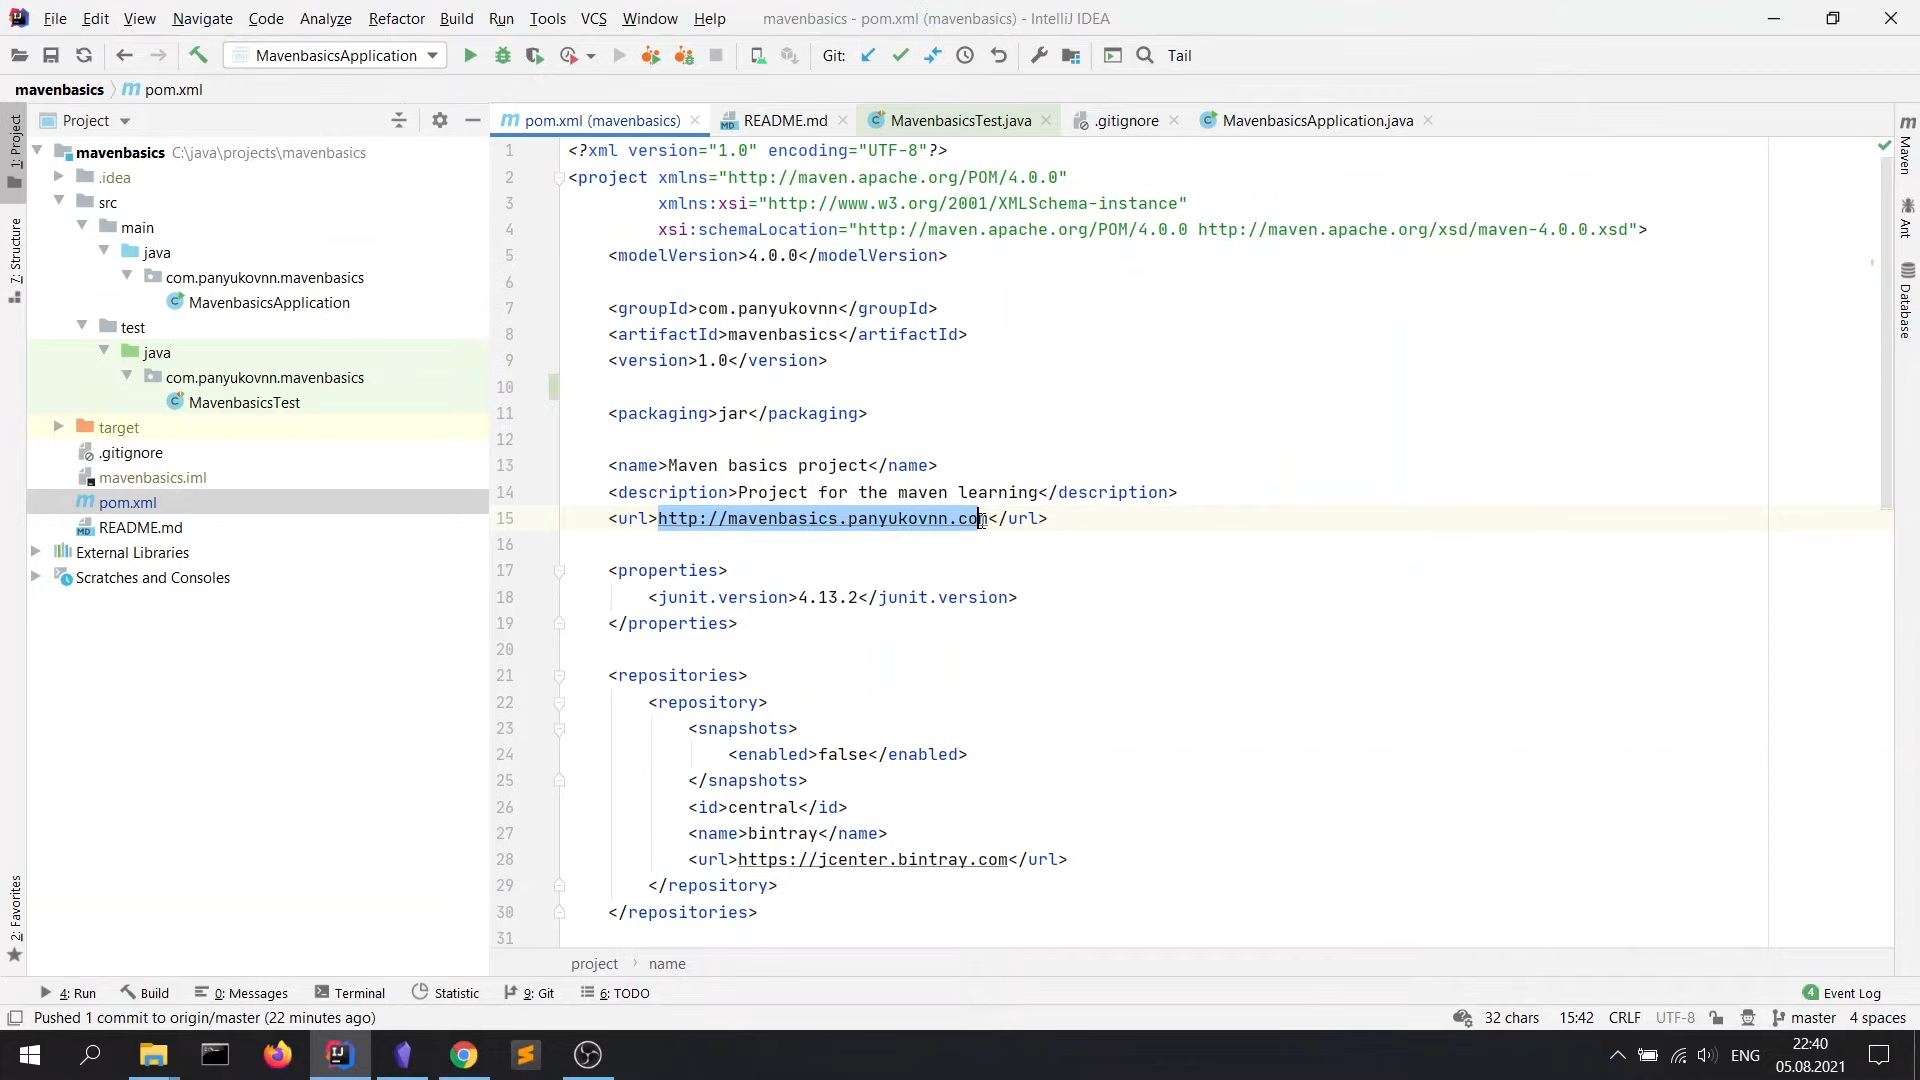 File Edit View Navigate Code Analyze Refactor Build Run Tools VCS Window Help mavenbasics - pom.xml (mavenbasics) - IntelliJ IDEA
MavenbasicsApplication Git: Tail
mavenbasics pom.xml
Project
pom.xml (mavenbasics) README.md MavenbasicsTest.java .gitignore MavenbasicsApplication.java
1: Project
7: Structure
2: Favorites
mavenbasics C:\java\projects\mavenbasics
.idea
src
main
java
com.panyukovnn.mavenbasics
MavenbasicsApplication
test
java
com.panyukovnn.mavenbasics
MavenbasicsTest
target
.gitignore
mavenbasics.iml
pom.xml
README.md
External Libraries
Scratches and Consoles
1 <?xml version="1.0" encoding="UTF-8"?>
2 <project xmlns="http://maven.apache.org/POM/4.0.0"
3 xmlns:xsi="http://www.w3.org/2001/XMLSchema-instance"
4 xsi:schemaLocation="http://maven.apache.org/POM/4.0.0 http://maven.apache.org/xsd/maven-4.0.0.xsd">
5 <modelVersion>4.0.0</modelVersion>
6
7 <groupId>com.panyukovnn</groupId>
8 <artifactId>mavenbasics</artifactId>
9 <version>1.0</version>
10
11 <packaging>jar</packaging>
12
13 <name>Maven basics project</name>
14 <description>Project for the maven learning</description>
15 <url>http://mavenbasics.panyukovnn.com</url>
16
17 <properties>
18 <junit.version>4.13.2</junit.version>
19 </properties>
20
21 <repositories>
22 <repository>
23 <snapshots>
24 <enabled>false</enabled>
25 </snapshots>
26 <id>central</id>
27 <name>bintray</name>
28 <url>https://jcenter.bintray.com</url>
29 </repository>
30 </repositories>
31
Maven
Ant
Database
project name
4: Run Build 0: Messages Terminal Statistic 9: Git 6: TODO 4 Event Log
Pushed 1 commit to origin/master (22 minutes ago) 32 chars 15:42 CRLF UTF-8 master 4 spaces
ENG 22:40
05.08.2021